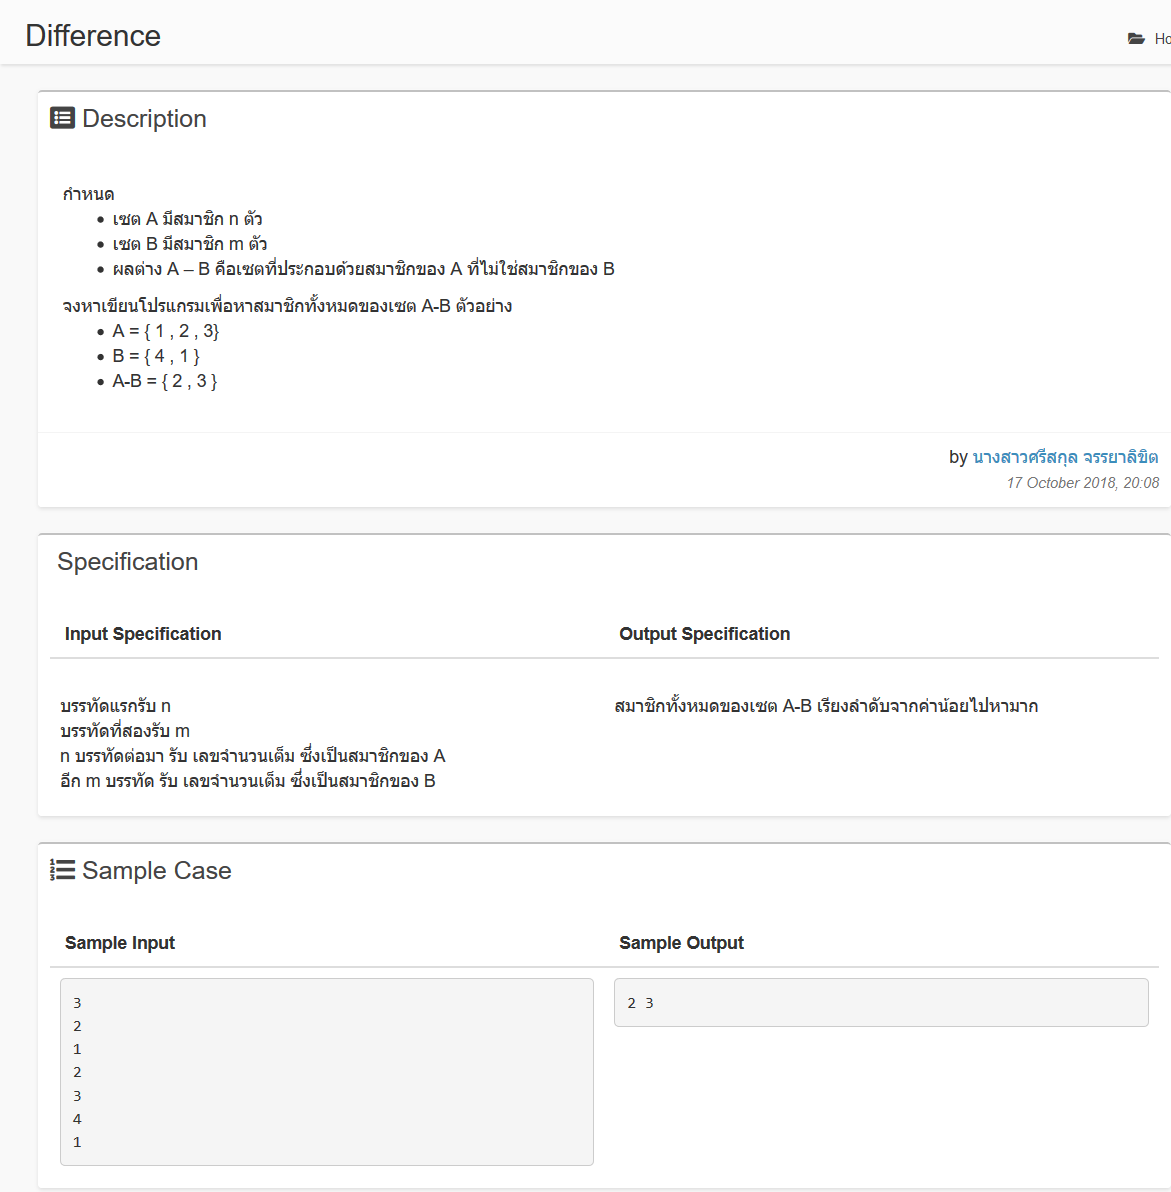 Difference
Description
กำหนด
เซต A มีสมาชิก n ตัว
เซต B มีสมาชิก m ตัว
ผลต่าง A – B คือเซตที่ประกอบด้วยสมาชิกของ A ที่ไม่ใช่สมาชิกของ B
จงหาเขียนโปรแกรมเพื่อหาสมาชิกทั้งหมดของเซต A-B ตัวอย่าง
A = { 1 , 2 , 3}
B = { 4 , 1 }
A-B = { 2 , 3 }
by นางสาวศรีสกุล จรรยาลิขิต
17 October 2018, 20:08
Specification
Input Specification
บรรทัดแรกรับ n
บรรทัดที่สองรับ m
n บรรทัดต่อมา รับ เลขจำนวนเต็ม ซึ่งเป็นสมาชิกของ A
อีก m บรรทัด รับ เลขจำนวนเต็ม ซึ่งเป็นสมาชิกของ B
Output Specification
สมาชิกทั้งหมดของเซต A-B เรียงลำดับจากค่าน้อยไปหามาก
Sample Case
Sample Input
3
2
1
2
3
4
1
Sample Output
2 3